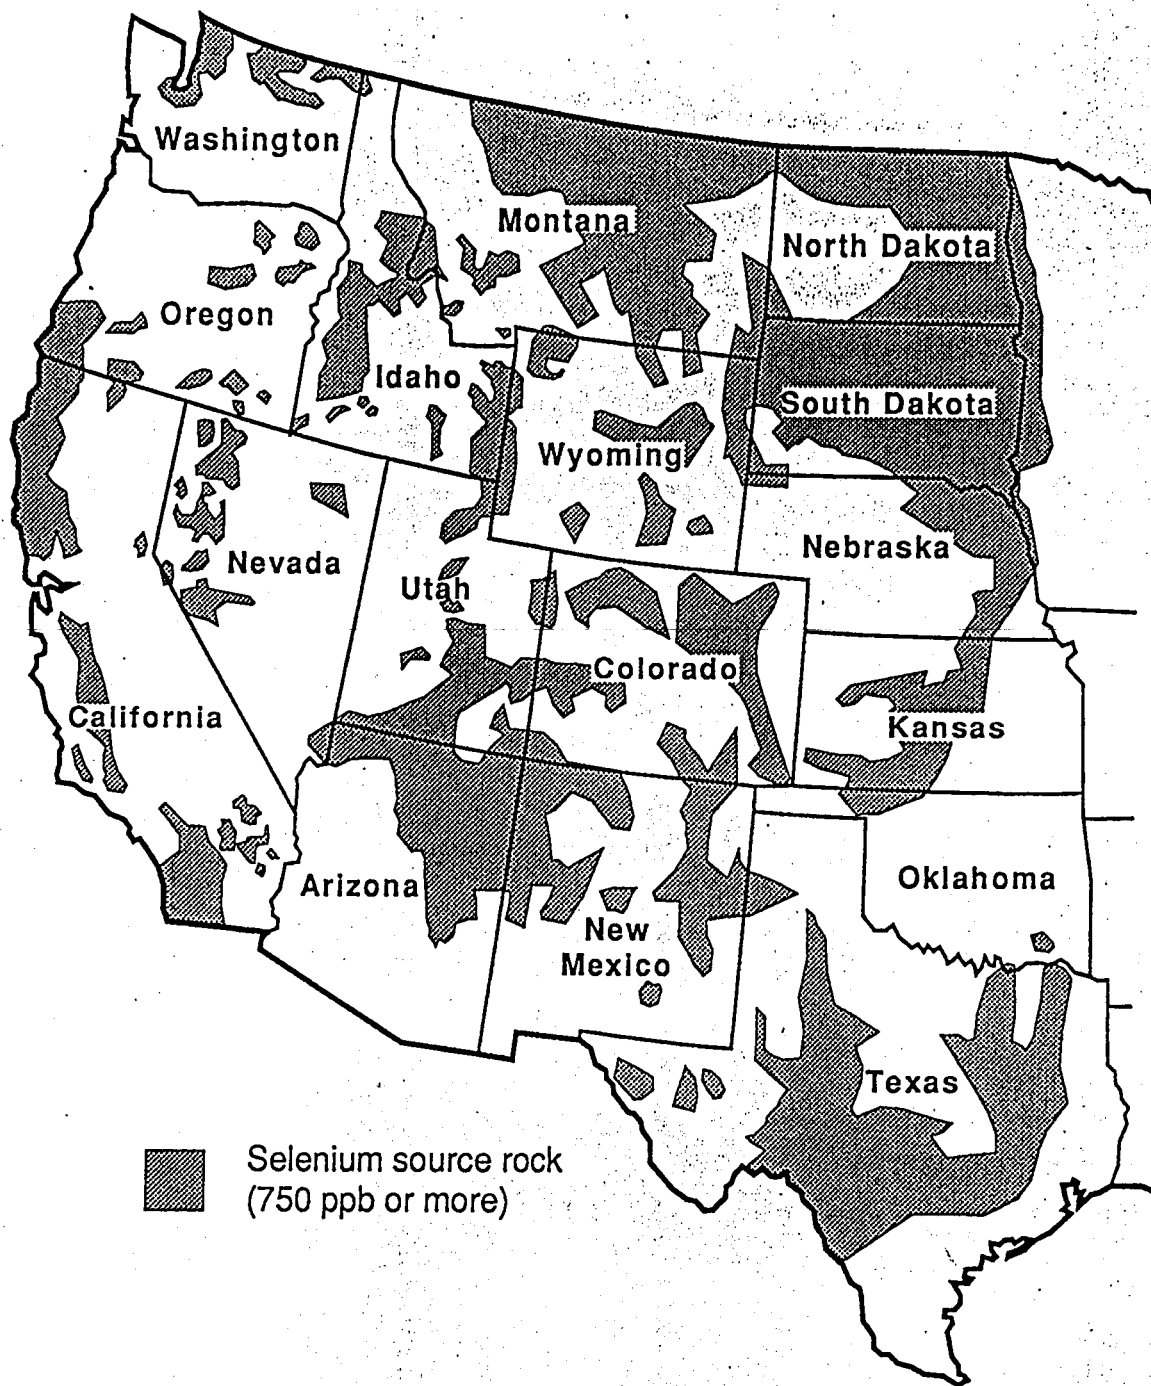 Washington
Montana
North Dakota
Oregon
Idaho
South Dakota
Wyoming
Nebraska
Nevada
Utah
Colorado
California
Kansas
Arizona
Oklahoma
New
Mexico
Texas
Selenium source rock
(750 ppb or more)